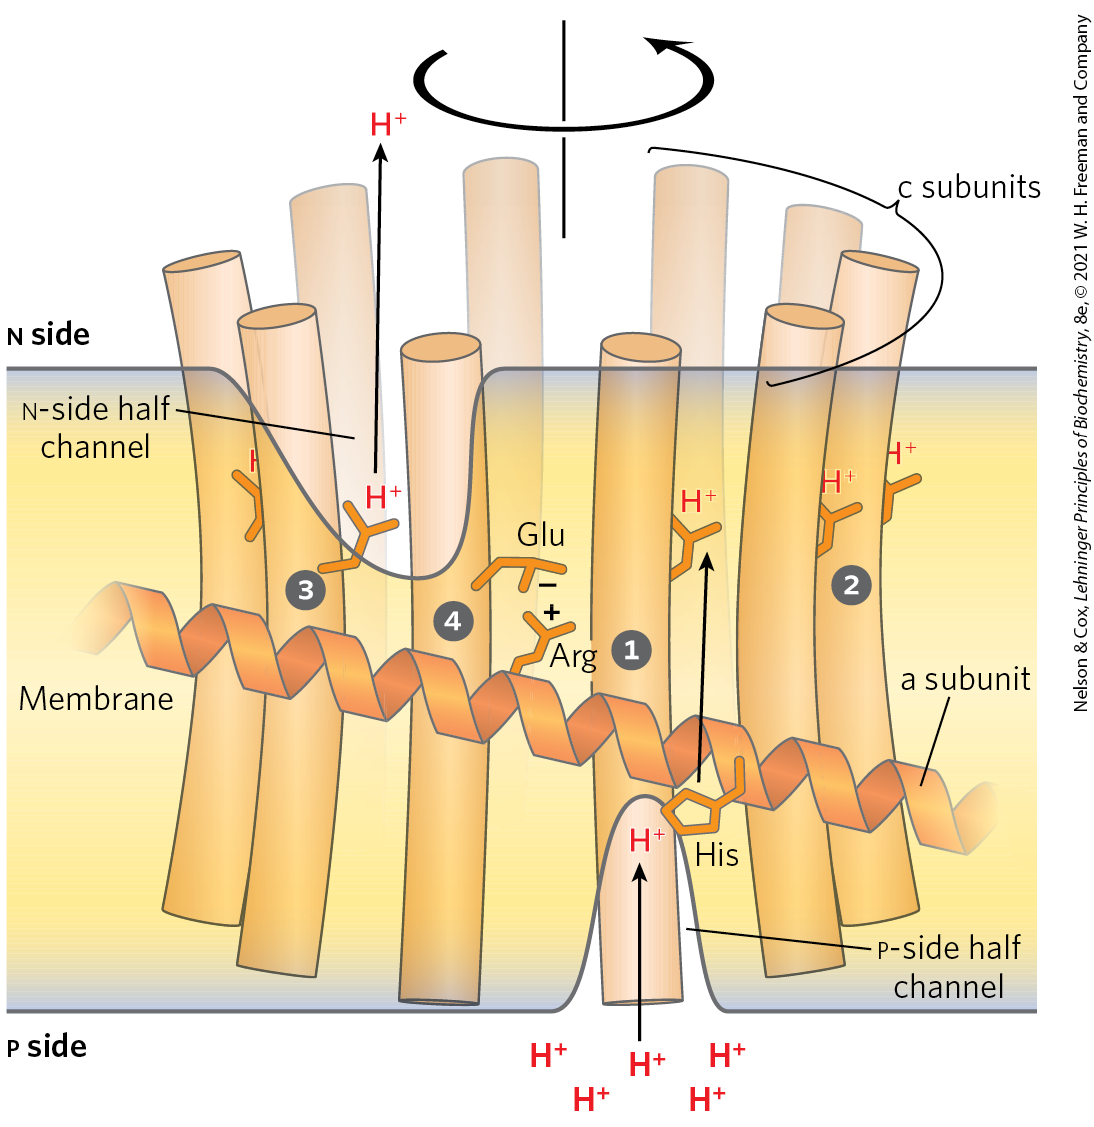 H⁺
c subunits
N side
N-side half
channel
H⁺
H⁺
H⁺
H⁺
Glu
−
+
Arg
3
4
1
2
Membrane
a subunit
H⁺
His
P-side half
channel
P side
H⁺
H⁺
H⁺
H⁺
H⁺
Nelson & Cox, Lehninger Principles of Biochemistry, 8e, © 2021 W. H. Freeman and Company